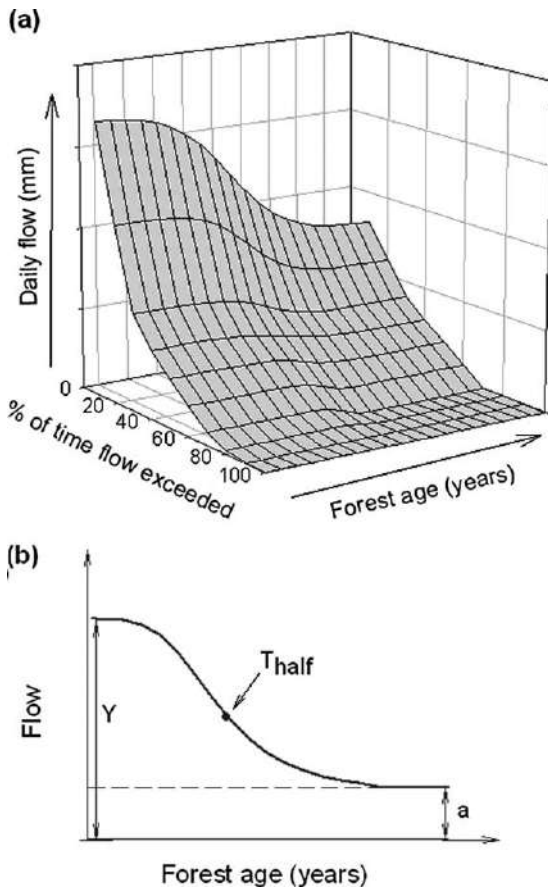 (a)
Daily flow (mm)
0
20
40
60
80
100
% of time flow exceeded
Forest age (years)
(b)
Flow
Y
T half
a
Forest age (years)